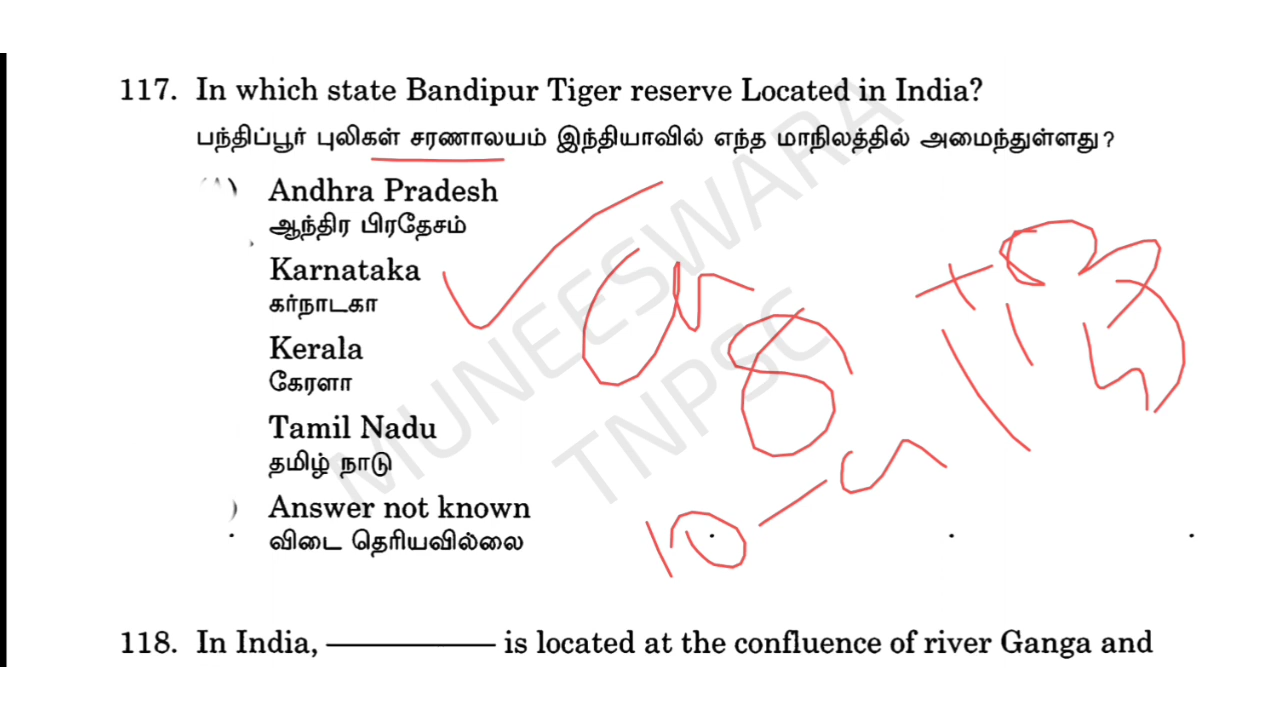 117. In which state Bandipur Tiger reserve Located in India?
பந்திப்பூர் புலிகள் சரணாலயம் இந்தியாவில் எந்த மாநிலத்தில் அமைந்துள்ளது?
Andhra Pradesh
ஆந்திர பிரதேசம்
Karnataka
கர்நாடகா
Kerala
கேரளா
Tamil Nadu
தமிழ் நாடு
Answer not known
விடை தெரியவில்லை
MUNEESWARA
TNPSC
118. In India, ———— is located at the confluence of river Ganga and